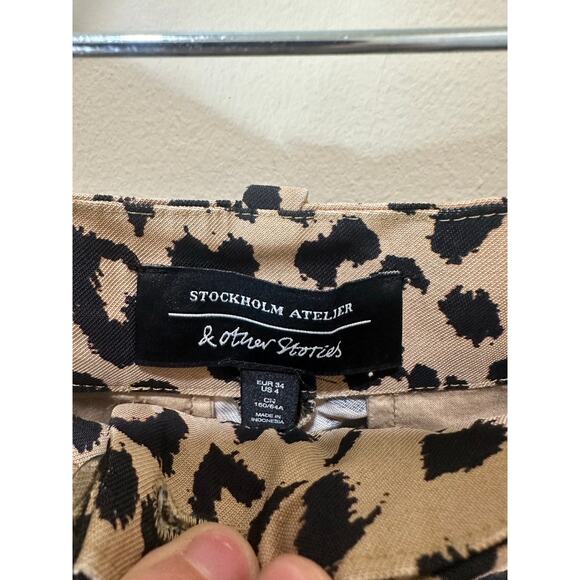 STOCKHOLM ATELIER
& Other Stories
EUR 34
US 4
CN
160/64A
MADE IN
INDONESIA